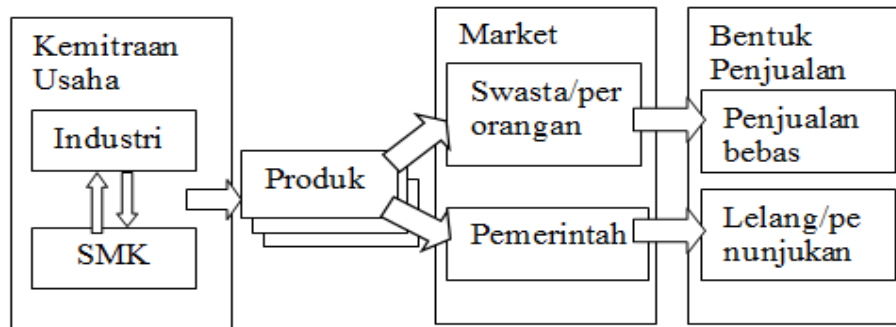 Kemitraan
Usaha
Industri
SMK
Produk
Market
Swasta/per
orangan
Pemerintah
Bentuk
Penjualan
Penjualan
bebas
Lelang/pe
nunjukan